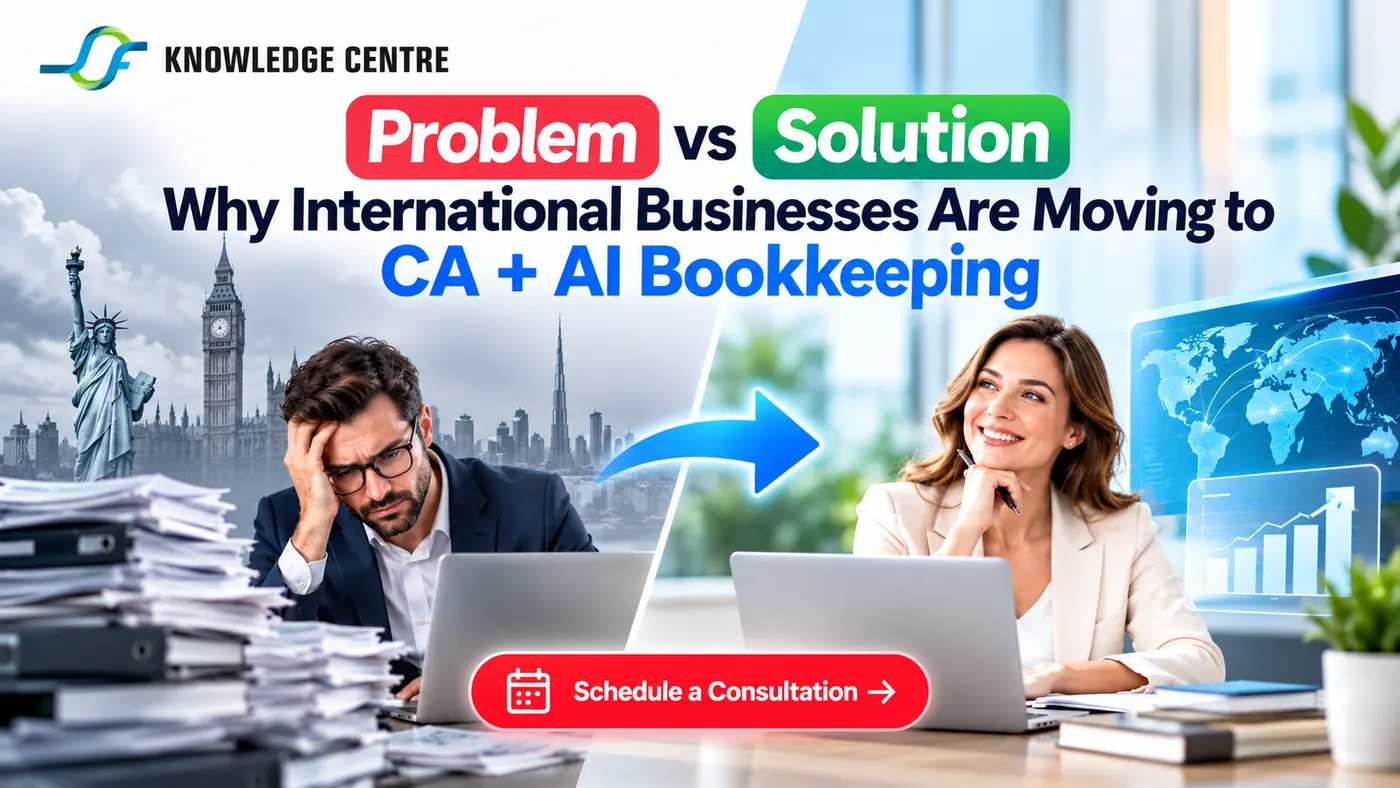 KNOWLEDGE CENTRE
Problem vs Solution
Why International Businesses Are Moving to
CA + AI Bookkeeping
Schedule a Consultation →